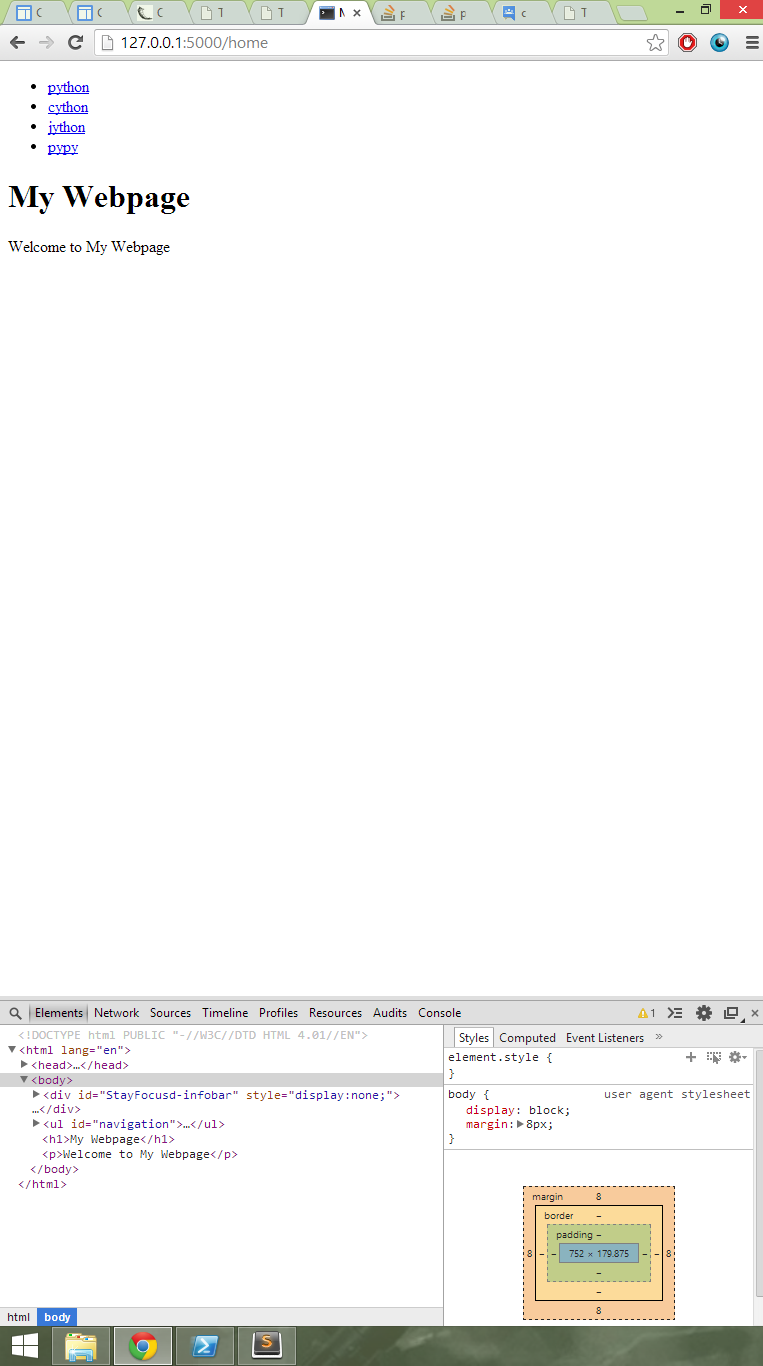 C C C T T M p p c T
127.0.0.1:5000/home
python
cython
jython
pypy
My Webpage
Welcome to My Webpage
Elements Network Sources Timeline Profiles Resources Audits Console 1
<!DOCTYPE html PUBLIC "-//W3C//DTD HTML 4.01//EN">
<html lang="en">
<head>…</head>
<body>
<div id="StayFocusd-infobar" style="display:none;">
…</div>
<ul id="navigation">…</ul>
<h1>My Webpage</h1>
<p>Welcome to My Webpage</p>
</body>
</html>
html body
Styles Computed Event Listeners »
element.style {
}
body { user agent stylesheet
display: block;
margin: 8px;
}
margin 8
border –
padding –
8 – – 752 × 179.875 – – 8
–
–
8